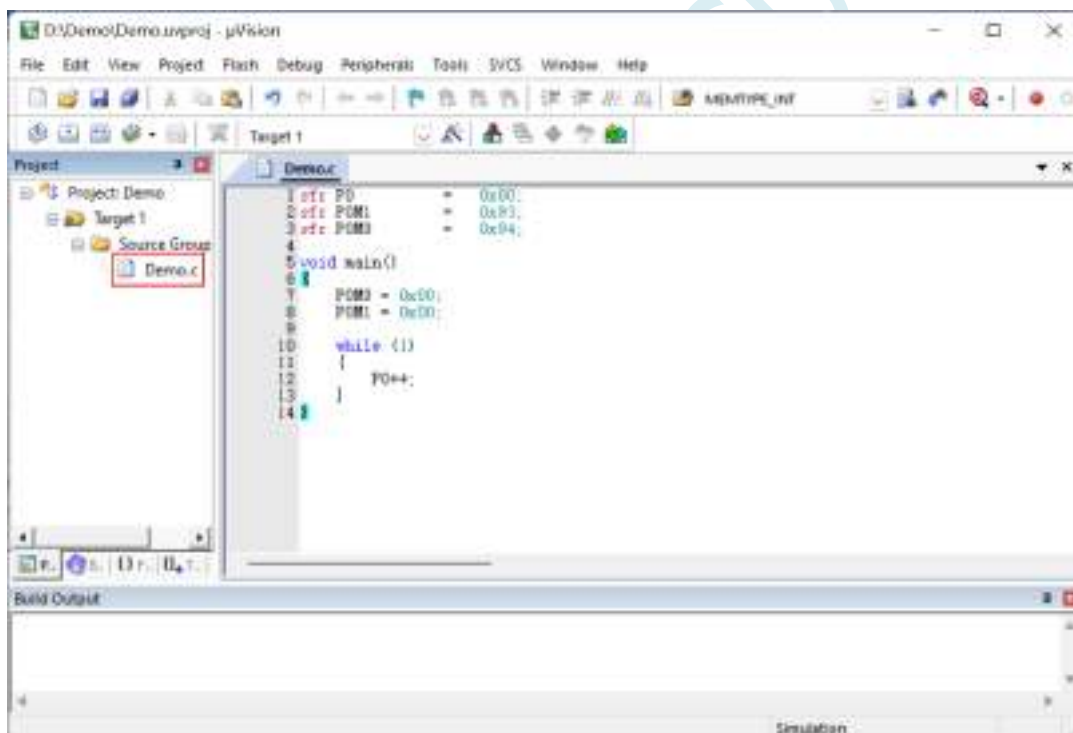 D:\Demo\Demo.uvproj - µVision
File Edit View Project Flash Debug Peripherals Tools SVCS Window Help
MEMTYPE_INT
Target 1
Project
Demo.c
Project: Demo
Target 1
Source Group
Demo.c
1 sfr P0 =
2 sfr P0M1 =
3 sfr P0M0 = 0x94;
4
5 void main()
6 {
7 P0M0 = 0x00;
8 P0M1 = 0x00;
9
10 while (1)
11 {
12 P0++;
13 }
14 }
Build Output
Simulation